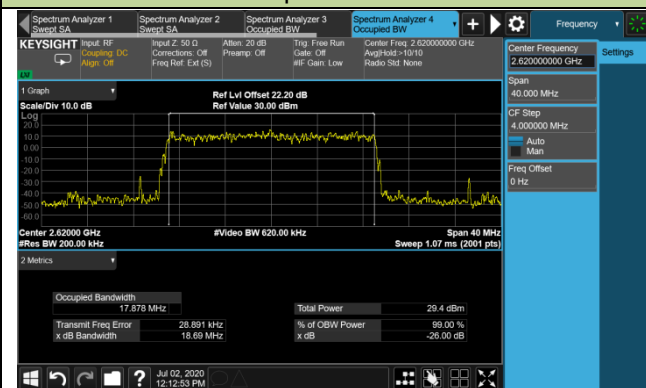 Spectrum Analyzer 1
Swept SA
Spectrum Analyzer 2
Swept SA
Spectrum Analyzer 3
Occupied BW
Spectrum Analyzer 4
Occupied BW
Frequency
KEYSIGHT
Input: RF
Coupling: DC
Align: Off
Input Z: 50 Ω
Corrections: Off
Freq Ref: Ext (S)
Atten: 20 dB
Preamp: Off
Trig: Free Run
Gate: Off
#IF Gain: Low
Center Freq: 2.620000000 GHz
Avg|Hold:>10/10
Radio Std: None
LXI
Center Frequency
2.620000000 GHz
Settings
Span
40.000 MHz
CF Step
4.000000 MHz
Auto
Man
Freq Offset
0 Hz
1 Graph
Scale/Div 10.0 dB
Ref Lvl Offset 22.20 dB
Ref Value 30.00 dBm
Log
20.0
10.0
0.00
-10.0
-20.0
-30.0
-40.0
-50.0
-60.0
Center 2.62000 GHz
#Res BW 200.00 kHz
#Video BW 620.00 kHz
Span 40 MHz
Sweep 1.07 ms (2001 pts)
2 Metrics
Occupied Bandwidth
17.878 MHz
Total Power 29.4 dBm
Transmit Freq Error 28.891 kHz
% of OBW Power 99.00 %
x dB Bandwidth 18.69 MHz
x dB -26.00 dB
?
Jul 02, 2020
12:12:53 PM